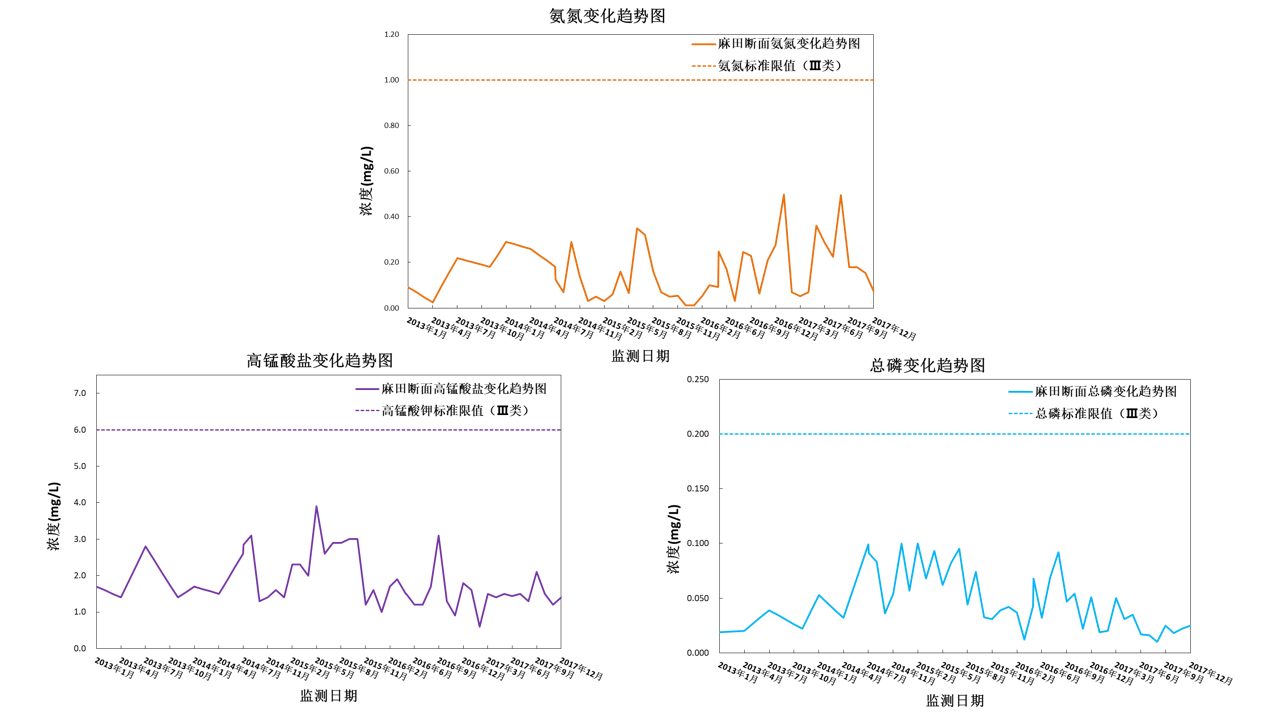 氨氮变化趋势图
麻田断面氨氮变化趋势图
氨氮标准限值（Ⅲ类）
1.20
1.00
0.80
0.60
0.40
0.20
0.00
浓度(mg/L)
2013年1月
2013年4月
2013年7月
2013年10月
2014年1月
2014年4月
2014年7月
2014年11月
2015年2月
2015年5月
2015年8月
2015年11月
2016年2月
2016年6月
2016年9月
2016年12月
2017年3月
2017年6月
2017年9月
2017年12月
监测日期
高锰酸盐变化趋势图
麻田断面高锰酸盐变化趋势图
高锰酸钾标准限值（Ⅲ类）
7.0
6.0
5.0
4.0
3.0
2.0
1.0
0.0
浓度(mg/L)
2013年1月
2013年4月
2013年7月
2013年10月
2014年1月
2014年4月
2014年7月
2014年11月
2015年2月
2015年5月
2015年8月
2015年11月
2016年2月
2016年6月
2016年9月
2016年12月
2017年3月
2017年6月
2017年9月
2017年12月
监测日期
总磷变化趋势图
麻田断面总磷变化趋势图
总磷标准限值（Ⅲ类）
0.250
0.200
0.150
0.100
0.050
0.000
浓度(mg/L)
2013年1月
2013年4月
2013年7月
2013年10月
2014年1月
2014年4月
2014年7月
2014年11月
2015年2月
2015年5月
2015年8月
2015年11月
2016年2月
2016年6月
2016年9月
2016年12月
2017年3月
2017年6月
2017年9月
2017年12月
监测日期